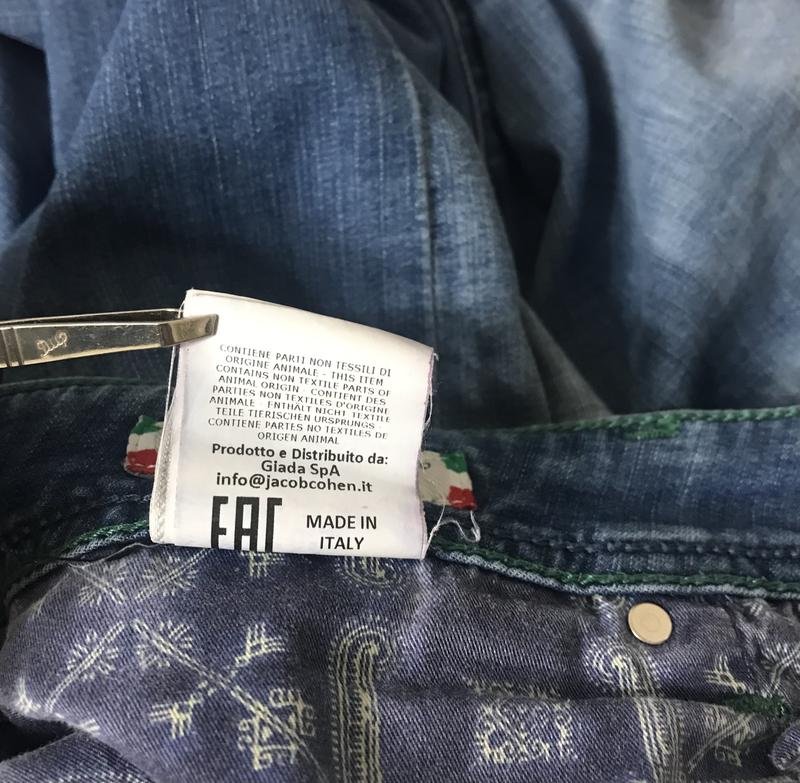 CONTIENE PARTI NON TESSILI DI
ORIGINE ANIMALE - THIS ITEM
CONTAINS NON TEXTILE PARTS OF
ANIMAL ORIGIN - CONTIENT DES
PARTIES NON TEXTILES D'ORIGINE
ANIMALE - ENTHÄLT NICHT TEXTILE
TEILE TIERISCHEN URSPRUNGS -
CONTIENE PARTES NO TEXTILES DE
ORIGEN ANIMAL
Prodotto e Distribuito da:
Giada SpA
info@jacobcohen.it
EAC MADE IN
ITALY